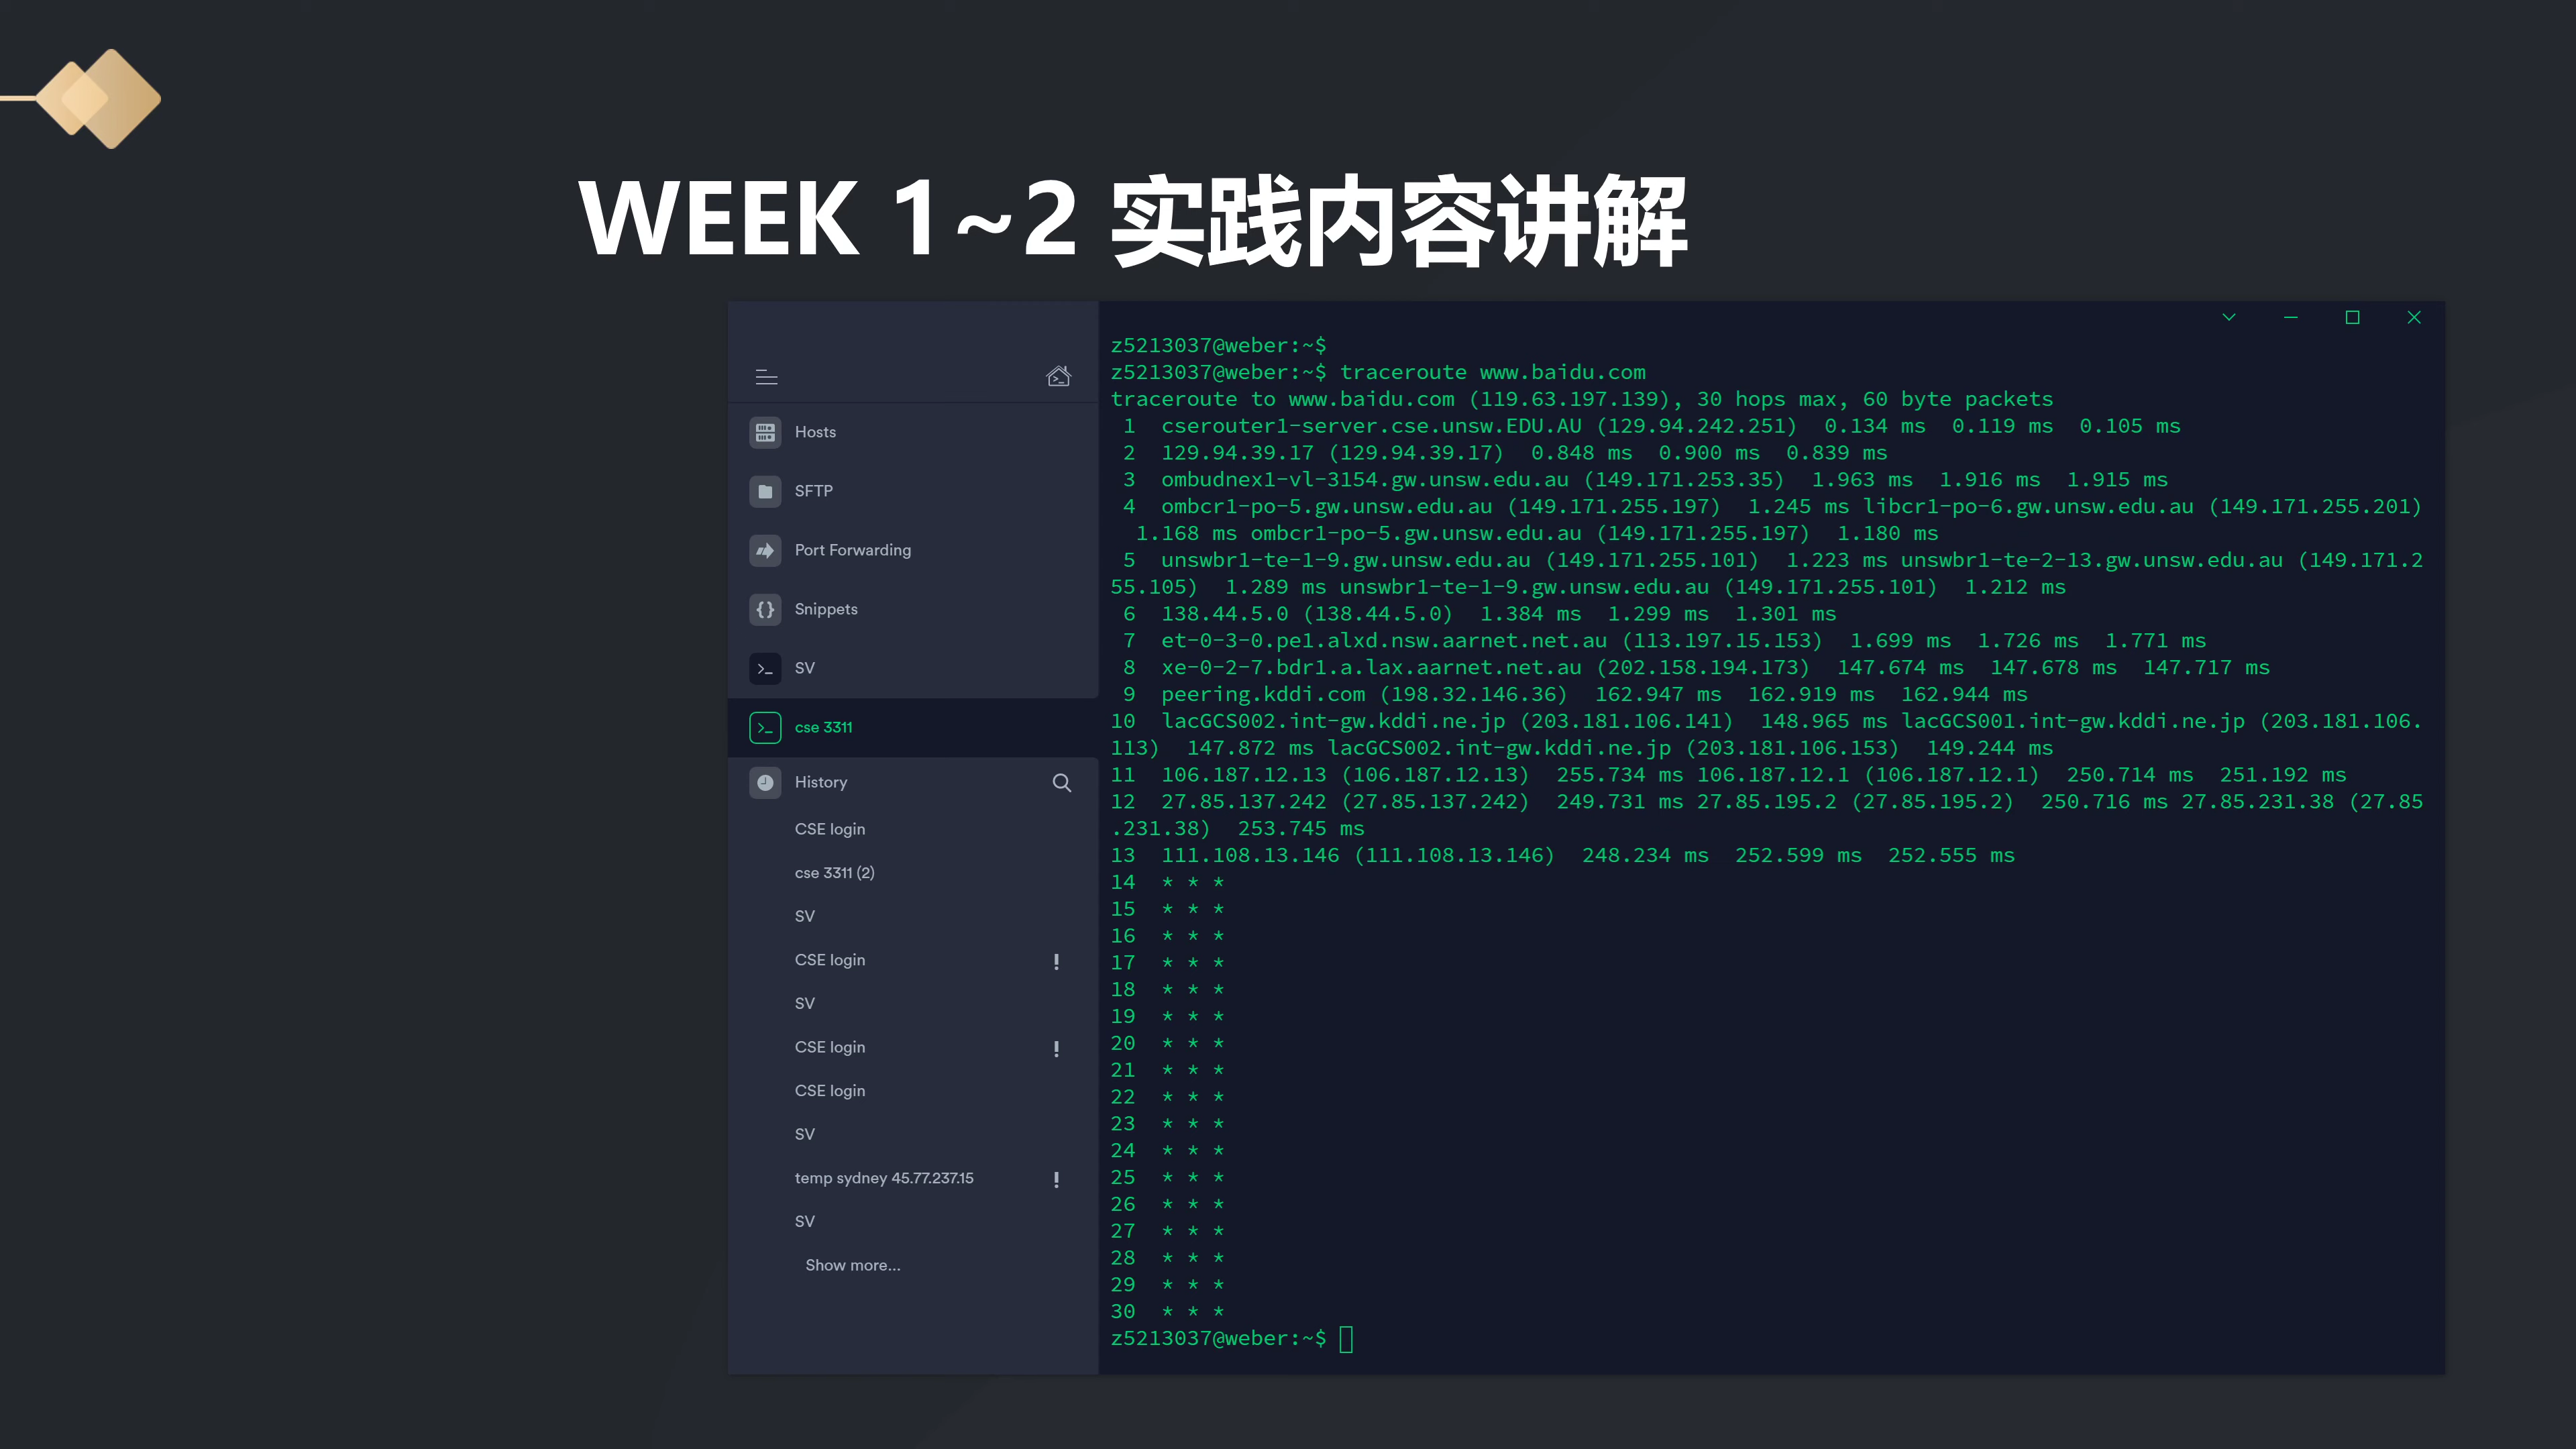 WEEK 1~2 实践内容讲解
Hosts
SFTP
Port Forwarding
Snippets
SV
cse 3311
History
CSE login
cse 3311 (2)
SV
CSE login
SV
CSE login
CSE login
SV
temp sydney 45.77.237.15
SV
Show more...
z5213037@weber:~$
z5213037@weber:~$ traceroute www.baidu.com
traceroute to www.baidu.com (119.63.197.139), 30 hops max, 60 byte packets
1 cserouter1-server.cse.unsw.EDU.AU (129.94.242.251) 0.134 ms 0.119 ms 0.105 ms
2 129.94.39.17 (129.94.39.17) 0.848 ms 0.900 ms 0.839 ms
3 ombudnex1-vl-3154.gw.unsw.edu.au (149.171.253.35) 1.963 ms 1.916 ms 1.915 ms
4 ombcr1-po-5.gw.unsw.edu.au (149.171.255.197) 1.245 ms libcr1-po-6.gw.unsw.edu.au (149.171.255.201)
1.168 ms ombcr1-po-5.gw.unsw.edu.au (149.171.255.197) 1.180 ms
5 unswbr1-te-1-9.gw.unsw.edu.au (149.171.255.101) 1.223 ms unswbr1-te-2-13.gw.unsw.edu.au (149.171.2
55.105) 1.289 ms unswbr1-te-1-9.gw.unsw.edu.au (149.171.255.101) 1.212 ms
6 138.44.5.0 (138.44.5.0) 1.384 ms 1.299 ms 1.301 ms
7 et-0-3-0.pe1.alxd.nsw.aarnet.net.au (113.197.15.153) 1.699 ms 1.726 ms 1.771 ms
8 xe-0-2-7.bdr1.a.lax.aarnet.net.au (202.158.194.173) 147.674 ms 147.678 ms 147.717 ms
9 peering.kddi.com (198.32.146.36) 162.947 ms 162.919 ms 162.944 ms
10 lacGCS002.int-gw.kddi.ne.jp (203.181.106.141) 148.965 ms lacGCS001.int-gw.kddi.ne.jp (203.181.106.
113) 147.872 ms lacGCS002.int-gw.kddi.ne.jp (203.181.106.153) 149.244 ms
11 106.187.12.13 (106.187.12.13) 255.734 ms 106.187.12.1 (106.187.12.1) 250.714 ms 251.192 ms
12 27.85.137.242 (27.85.137.242) 249.731 ms 27.85.195.2 (27.85.195.2) 250.716 ms 27.85.231.38 (27.85
.231.38) 253.745 ms
13 111.108.13.146 (111.108.13.146) 248.234 ms 252.599 ms 252.555 ms
14 * * *
15 * * *
16 * * *
17 * * *
18 * * *
19 * * *
20 * * *
21 * * *
22 * * *
23 * * *
24 * * *
25 * * *
26 * * *
27 * * *
28 * * *
29 * * *
30 * * *
z5213037@weber:~$